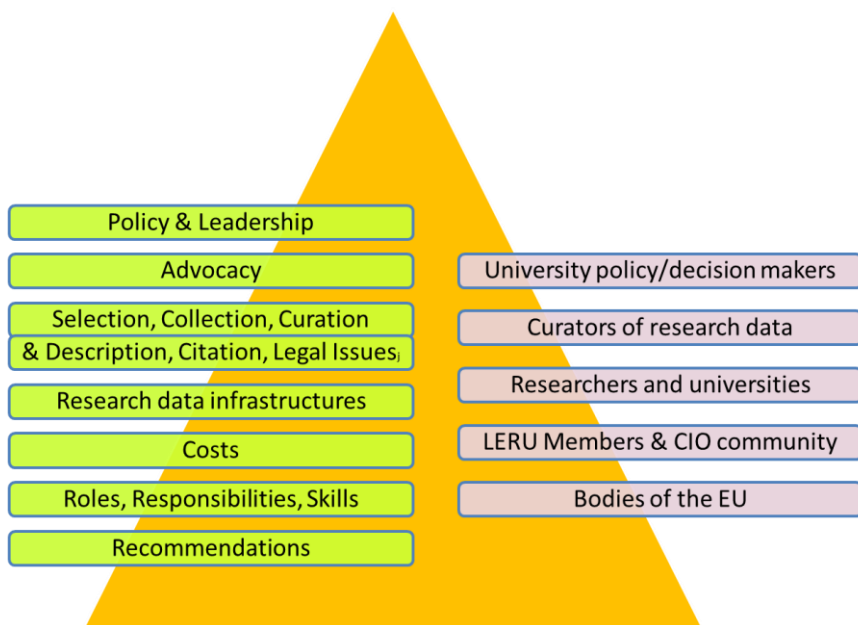 Policy & Leadership
Advocacy
Selection, Collection, Curation
& Description, Citation, Legal Issues
Research data infrastructures
Costs
Roles, Responsibilities, Skills
Recommendations
University policy/decision makers
Curators of research data
Researchers and universities
LERU Members & CIO community
Bodies of the EU